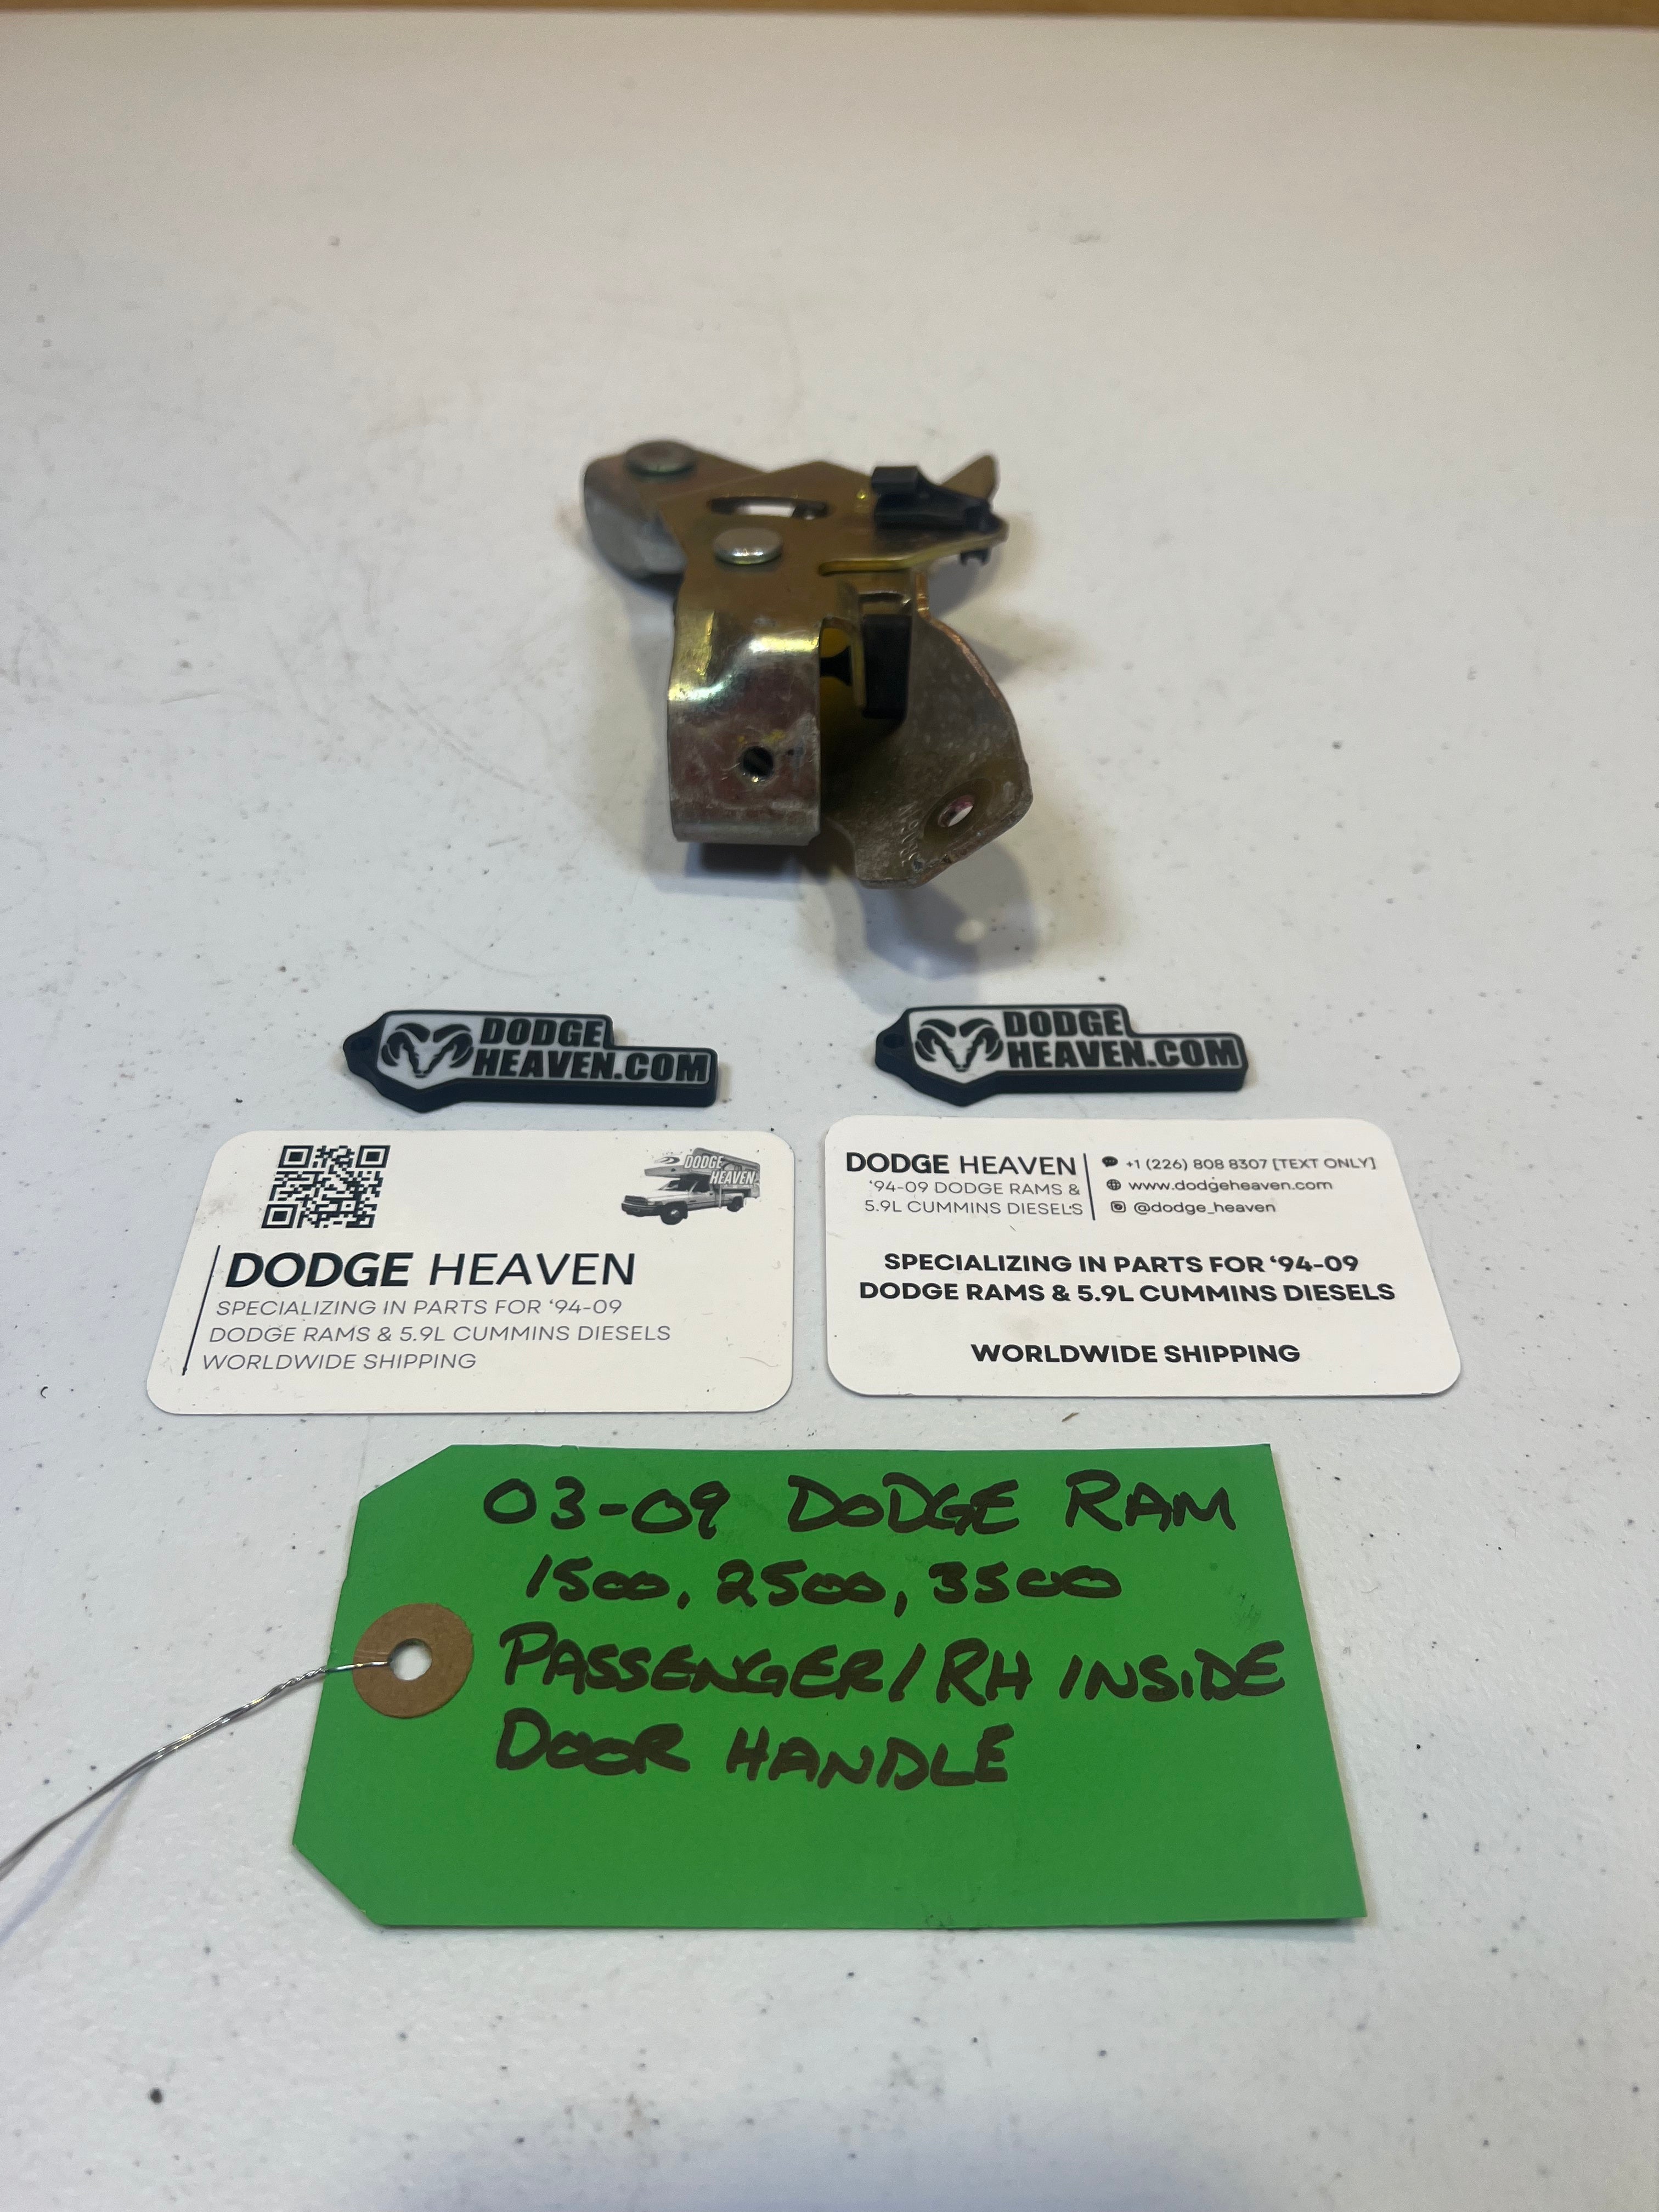 DODGE
HEAVEN.COM
DODGE
HEAVEN.COM
DODGE
HEAVEN
DODGE HEAVEN
SPECIALIZING IN PARTS FOR ‘94-09
DODGE RAMS & 5.9L CUMMINS DIESELS
WORLDWIDE SHIPPING
DODGE HEAVEN
‘94-09 DODGE RAMS &
5.9L CUMMINS DIESELS
+1 (226) 808 8307 [TEXT ONLY]
www.dodgeheaven.com
@dodge_heaven
SPECIALIZING IN PARTS FOR ‘94-09
DODGE RAMS & 5.9L CUMMINS DIESELS
WORLDWIDE SHIPPING
03-09 DODGE RAM
1500, 2500, 3500
PASSENGER/RH INSIDE
DOOR HANDLE